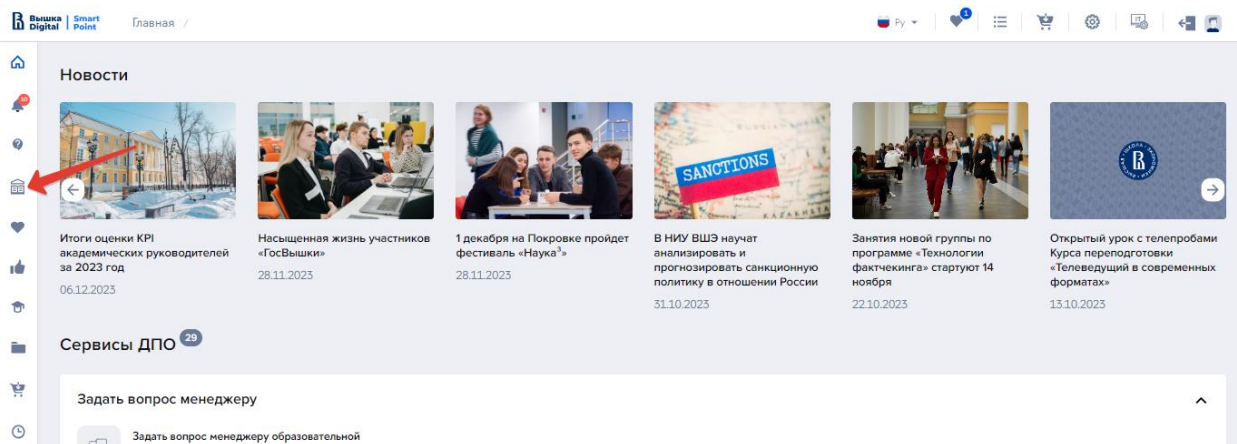 Вышка Digital | Smart Point
Главная /
Ру
1
30
Новости
SANCTIONS
Итоги оценки KPI
академических руководителей
за 2023 год
06.12.2023
Насыщенная жизнь участников
«ГосВышки»
28.11.2023
1 декабря на Покровке пройдет
фестиваль «Наука³»
28.11.2023
В НИУ ВШЭ научат
анализировать и
прогнозировать санкционную
политику в отношении России
31.10.2023
Занятия новой группы по
программе «Технологии
фактчекинга» стартуют 14
ноября
22.10.2023
Открытый урок с телепробами
Курса переподготовки
«Телеведущий в современных
форматах»
13.10.2023
Сервисы ДПО 29
Задать вопрос менеджеру
Задать вопрос менеджеру образовательной